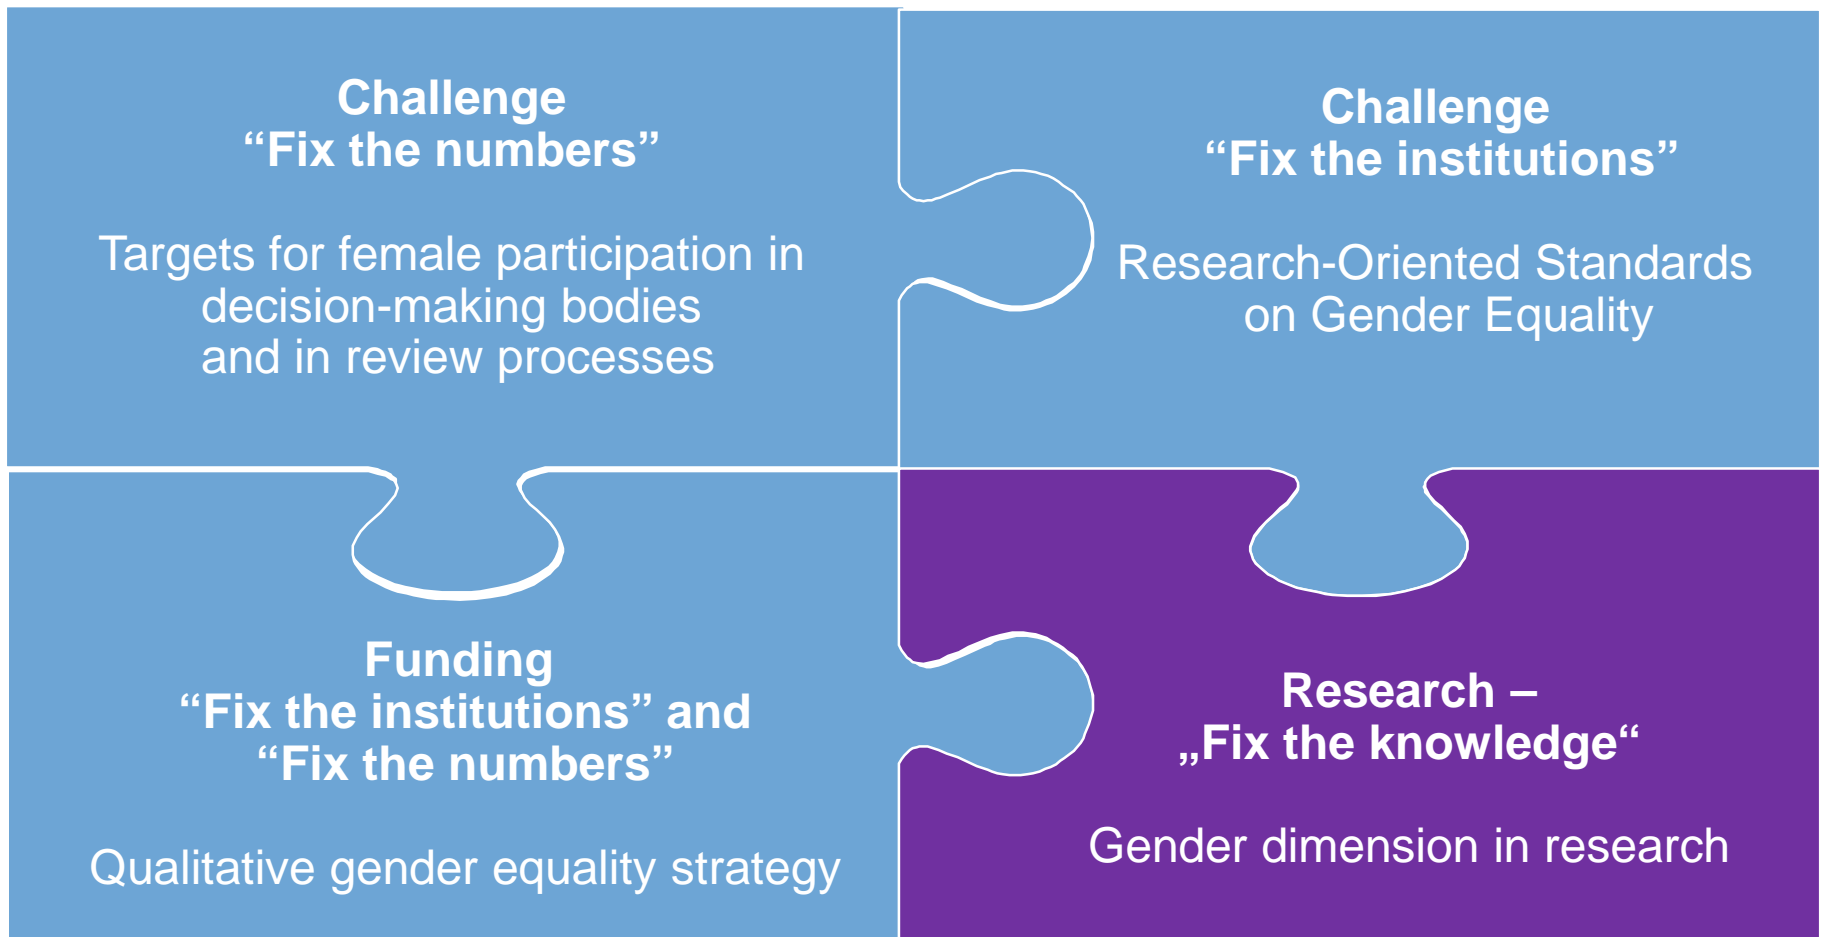 Challenge
“Fix the numbers”
Targets for female participation in
decision-making bodies
and in review processes
Challenge
“Fix the institutions”
Research-Oriented Standards
on Gender Equality
Funding
“Fix the institutions” and
“Fix the numbers”
Qualitative gender equality strategy
Research –
„Fix the knowledge“
Gender dimension in research